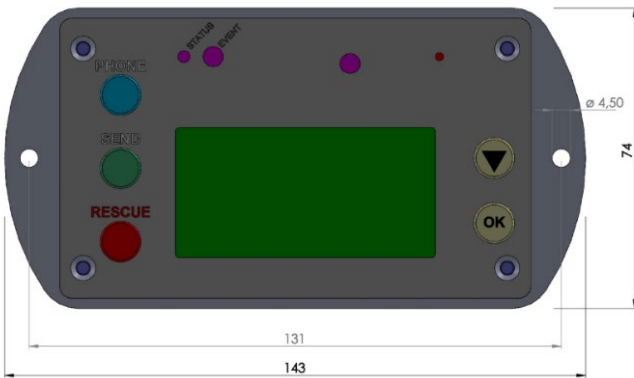 STATUS
EVENT
PHONE
SEND
RESCUE
OK
ø 4,50
74
131
143